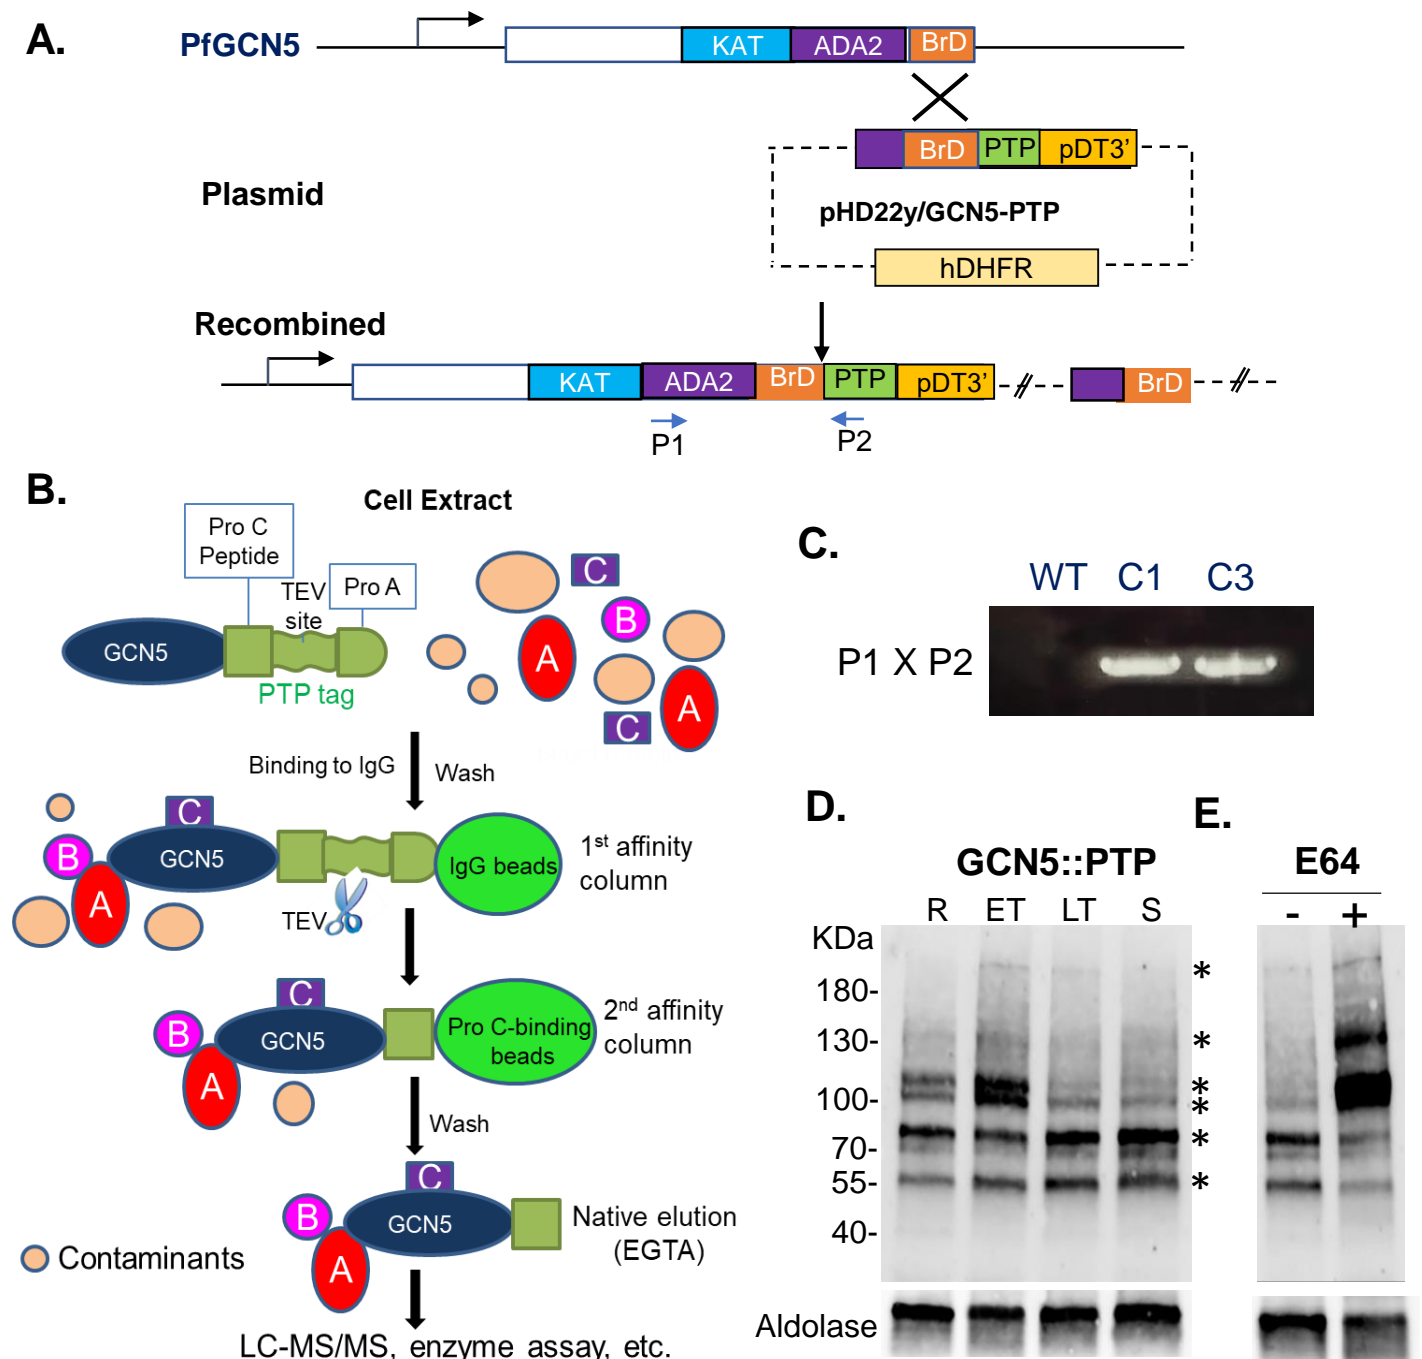 A.
PfGCN5
KAT
ADA2
BrD
BrD
PTP
pDT3'
Plasmid
pHD22y/GCN5-PTP
hDHFR
Recombined
KAT
ADA2
BrD
PTP
pDT3'
BrD
P1
P2
B.
Cell Extract
Pro C
Peptide
TEV
site
Pro A
GCN5
PTP tag
C
B
A
C
A
Binding to IgG
Wash
C
B
GCN5
A
IgG beads
1st affinity
column
TEV
C
B
GCN5
A
Pro C-binding
beads
2nd affinity
column
Wash
C
B
GCN5
A
Native elution
(EGTA)
Contaminants
LC-MS/MS, enzyme assay, etc.
C.
WT C1 C3
P1 X P2
D.
GCN5::PTP
R ET LT S
KDa
180-
130-
100-
70-
55-
40-
*
*
*
*
*
*
Aldolase
E.
E64
- +